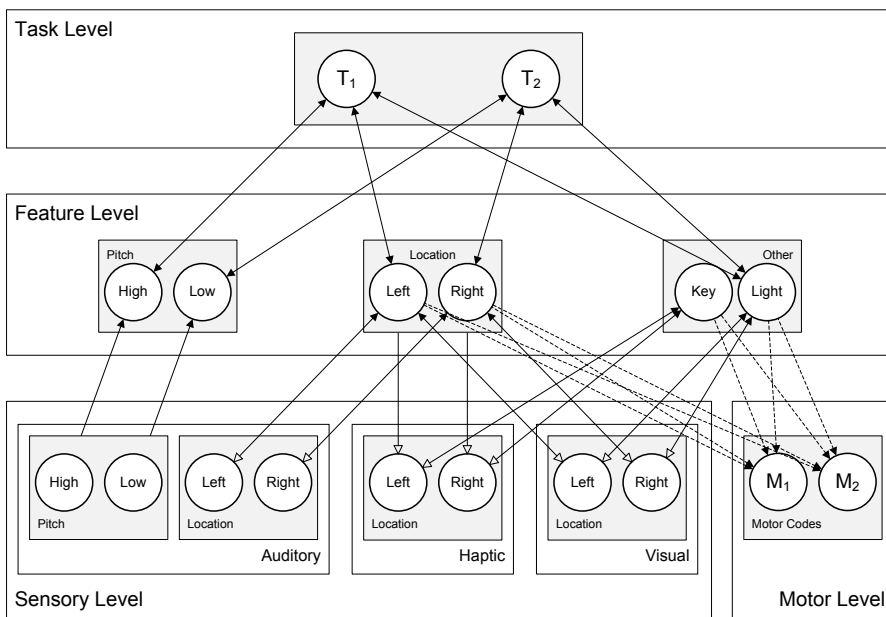 Task Level
T1
T2
Feature Level
Pitch
High
Low
Location
Left
Right
Other
Key
Light
High
Low
Pitch
Left
Right
Location
Auditory
Left
Right
Location
Haptic
Left
Right
Location
Visual
Sensory Level
M1
M2
Motor Codes
Motor Level